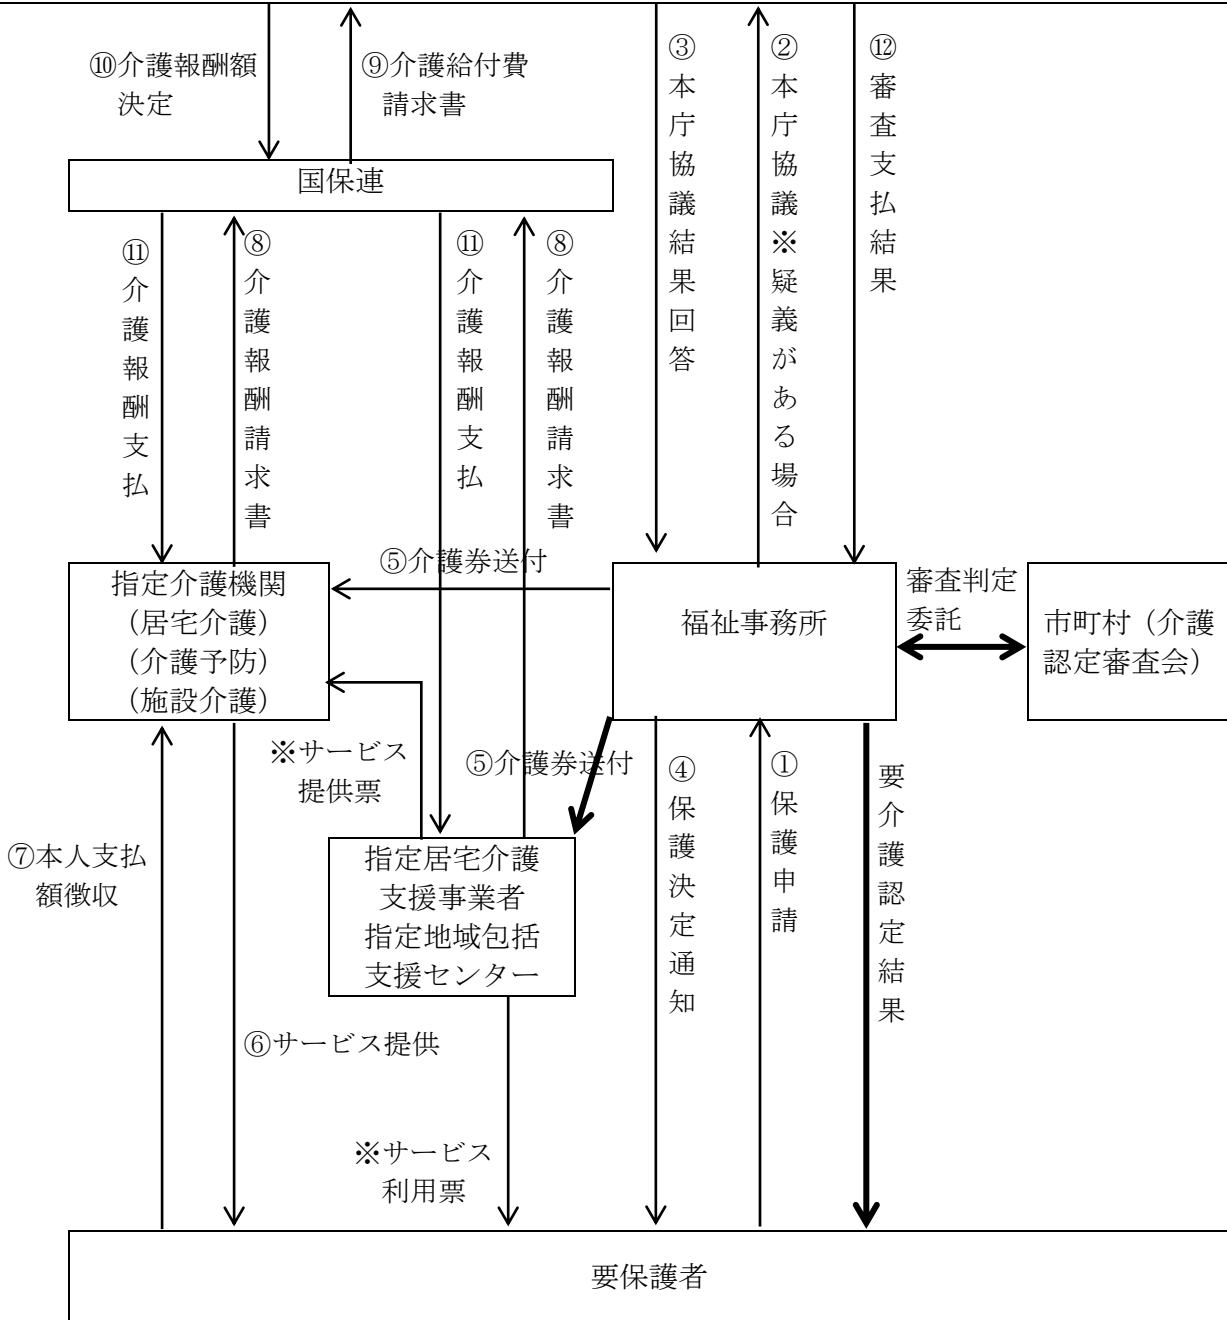 ⑩介護報酬額
決定
⑨介護給付費
請求書
③本庁協議結果回答
②本庁協議※疑義がある場合
⑫審査支払結果
国保連
⑪介護報酬支払
⑧介護報酬請求書
⑪介護報酬支払
⑧介護報酬請求書
⑤介護券送付
指定介護機関
（居宅介護）
（介護予防）
（施設介護）
福祉事務所
審査判定
委託
市町村（介護
認定審査会）
※サービス
提供票
⑤介護券送付
④保護決定通知
①保護申請
要介護認定結果
⑦本人支払
額徴収
指定居宅介護
支援事業者
指定地域包括
支援センター
⑥サービス提供
※サービス
利用票
要保護者